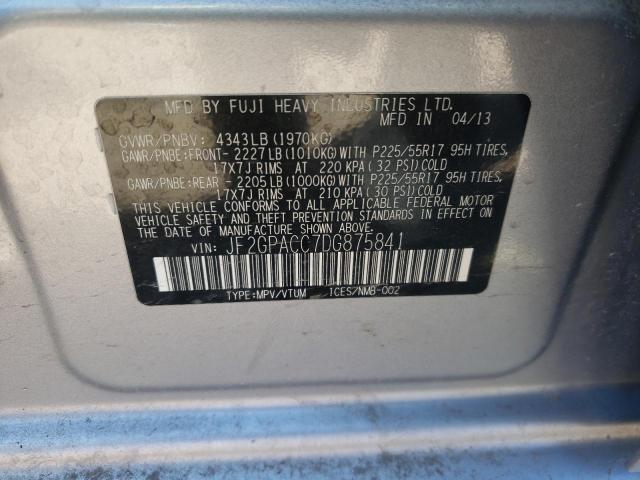 MFD BY FUJI HEAVY INDUSTRIES LTD.
MFD IN 04/13
GVWR/PNBV: 4343LB (1970KG)
GAWR/PNBE:FRONT- 2227LB (1010KG)WITH P225/55R17 95H TIRES,
17X7J RIMS AT 220 KPA ( 32 PSI)COLD
GAWR/PNBE:REAR - 2205LB (1000KG)WITH P225/55R17 95H TIRES,
17X7J RIMS AT 210 KPA ( 30 PSI)COLD
THIS VEHICLE CONFORMS TO ALL APPLICABLE FEDERAL MOTOR
VEHICLE SAFETY AND THEFT PREVENTION STANDARDS IN EFFECT ON THE
DATE OF MANUFACTURE SHOWN ABOVE.
VIN: JF2GPACC7DG875841
TYPE:MPV/VTUM ICES/NMB-002